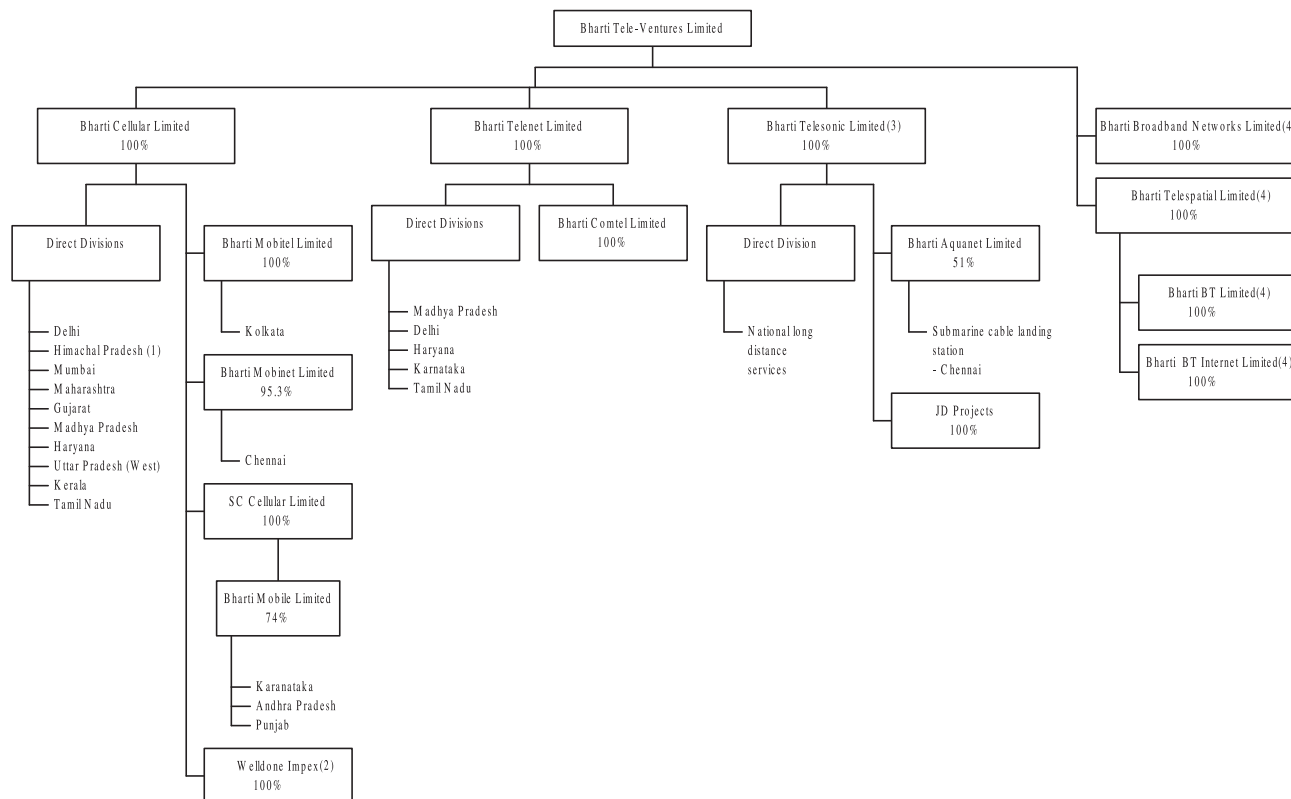 Bharti Tele-Ventures Limited
Bharti Cellular Limited
100%
Direct Divisions
Delhi
Himachal Pradesh (1)
Mumbai
Maharashtra
Gujarat
Madhya Pradesh
Haryana
Uttar Pradesh (West)
Kerala
Tamil Nadu
Bharti Mobitel Limited
100%
Kolkata
Bharti Mobinet Limited
95.3%
Chennai
SC Cellular Limited
100%
Bharti Mobile Limited
74%
Karanataka
Andhra Pradesh
Punjab
Welldone Impex(2)
100%
Bharti Telenet Limited
100%
Direct Divisions
Madhya Pradesh
Delhi
Haryana
Karnataka
Tamil Nadu
Bharti Comtel Limited
100%
Bharti Telesonic Limited(3)
100%
Direct Division
National long
distance
services
Bharti Aquanet Limited
51%
Submarine cable landing
station
- Chennai
JD Projects
100%
Bharti Broadband Networks Limited(4
100%
Bharti Telespatial Limited(4)
100%
Bharti BT Limited(4)
100%
Bharti BT Internet Limited(4)
100%